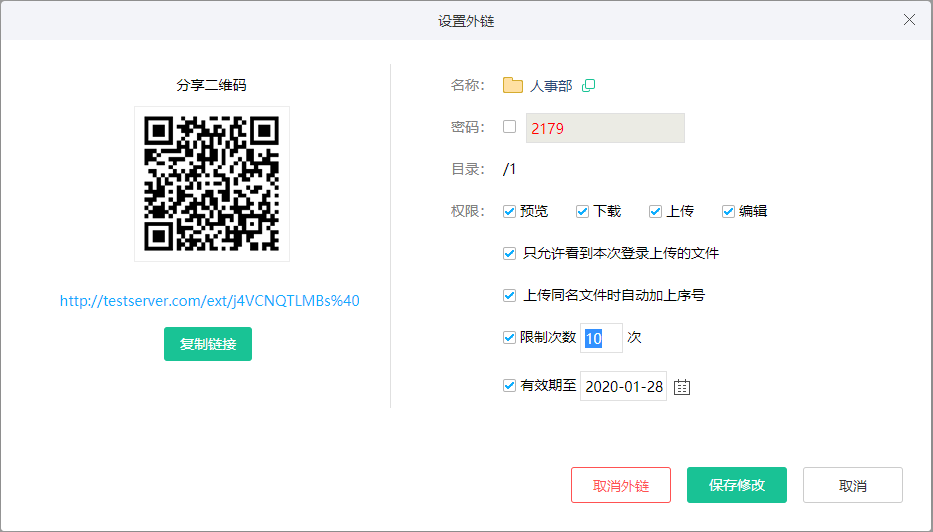 设置外链
分享二维码
http://testserver.com/ext/j4VCNQTLMBs%40
复制链接
名称： 人事部
密码： 2179
目录： /1
权限： 预览 下载 上传 编辑
只允许看到本次登录上传的文件
上传同名文件时自动加上序号
限制次数 10 次
有效期至 2020-01-28
取消外链 保存修改 取消